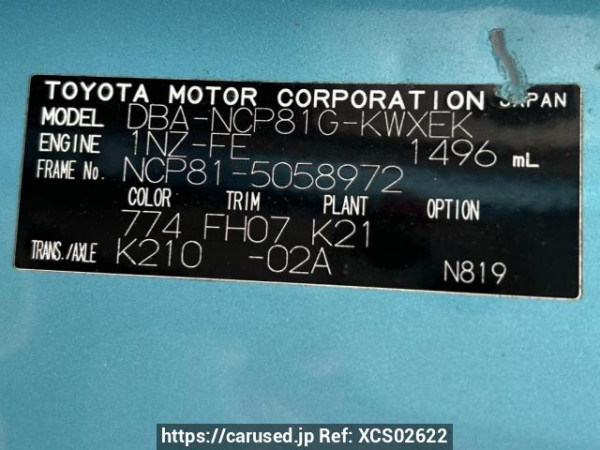 TOYOTA MOTOR CORPORATION JAPAN
MODEL DBA-NCP81G-KWXEK
ENGINE 1NZ-FE 1496 mL
FRAME No. NCP81-5058972
COLOR TRIM PLANT OPTION
774 FH07 K21
TRANS./AXLE K210 -02A N819
https://carused.jp Ref: XCS02622